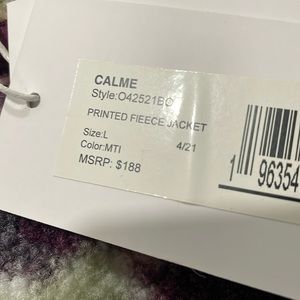 CALME
Style:O42521BO
PRINTED FIEECE JACKET
Size:L
Color:MTI 4/21
MSRP: $188
1 96354